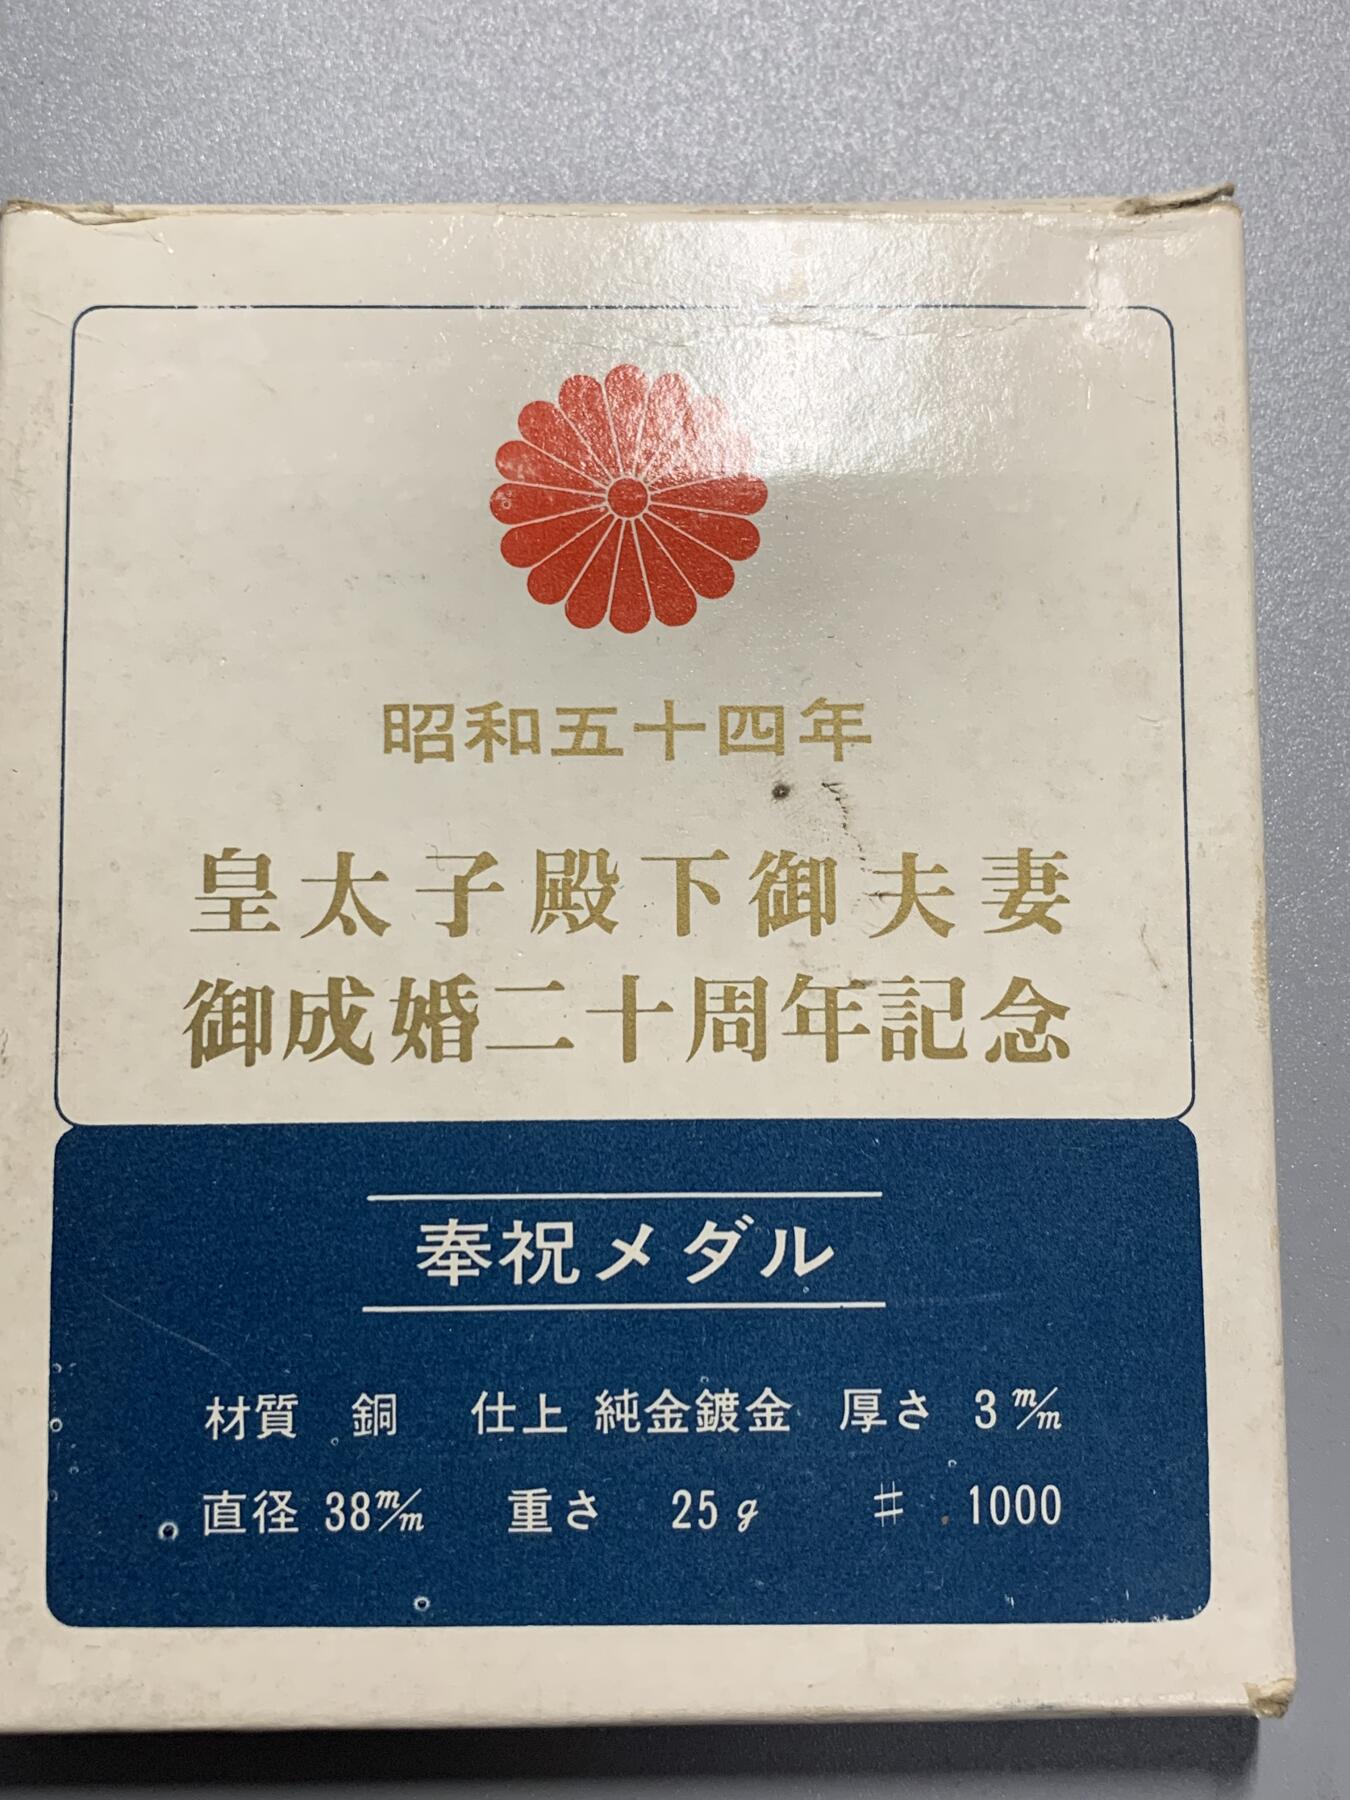 昭和五十四年
皇太子殿下御夫妻
御成婚二十周年記念
奉祝メダル
材質 銅 仕上 純金鍍金 厚さ 3 m/m
直径 38m/m 重さ 25g # 1000